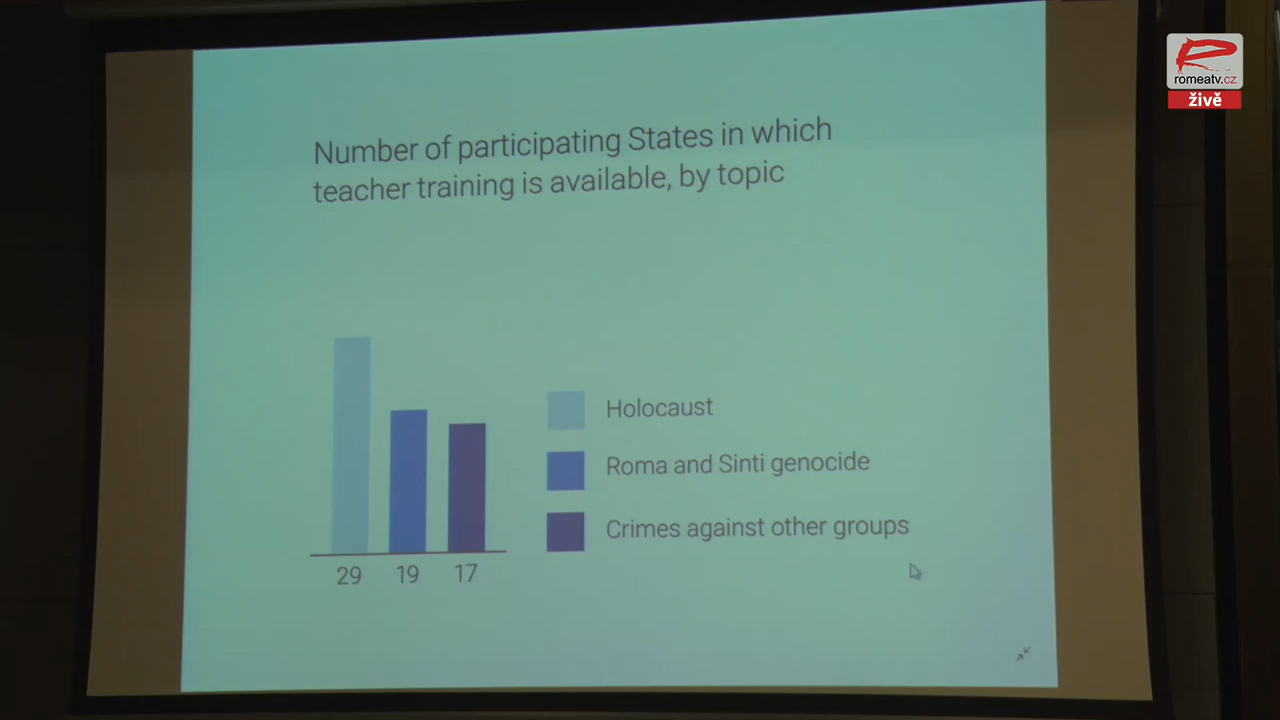 romeatv.cz
živě
Number of participating States in which
teacher training is available, by topic
Holocaust
Roma and Sinti genocide
Crimes against other groups
29 19 17